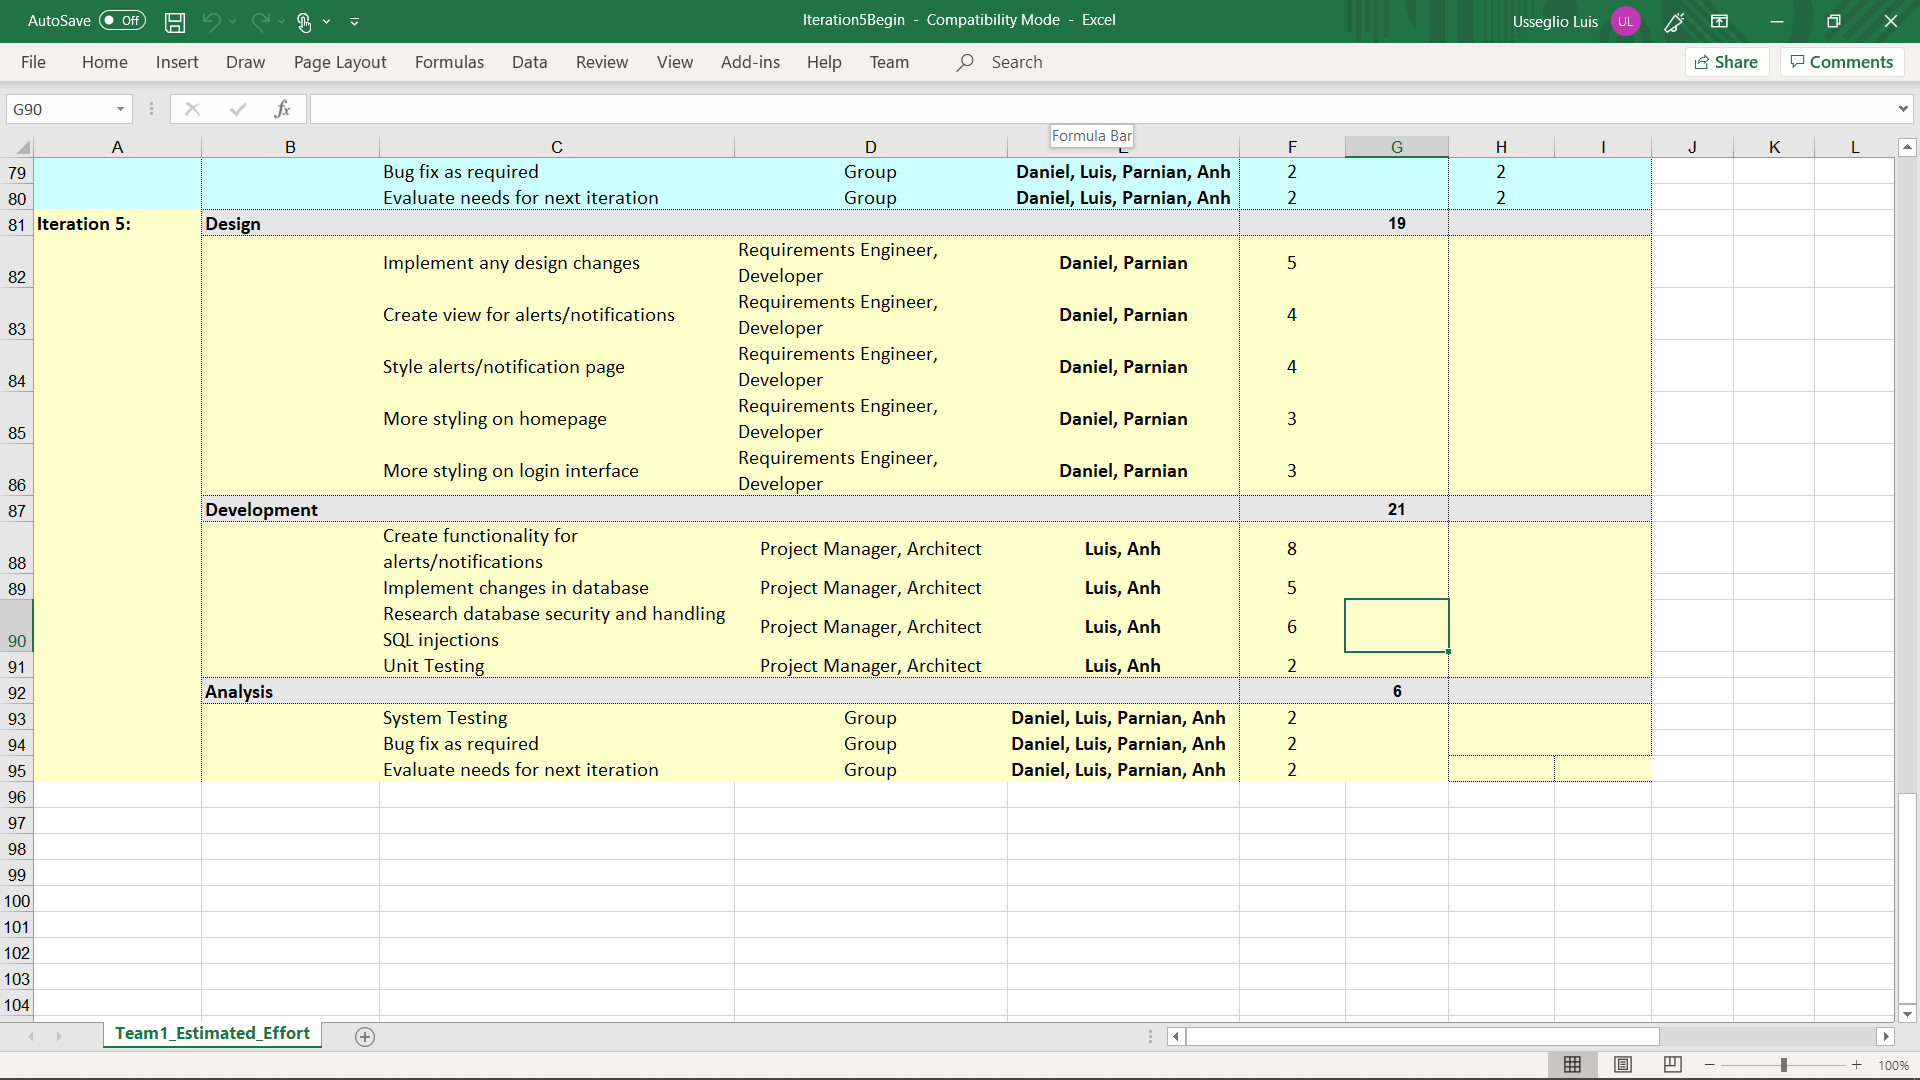 AutoSave Off Iteration5Begin - Compatibility Mode - Excel Usseglio Luis UL
File Home Insert Draw Page Layout Formulas Data Review View Add-ins Help Team Search Share Comments
G90 fx
Formula Bar
A B C D E F G H I J K L
79 Bug fix as required Group Daniel, Luis, Parnian, Anh 2 2
80 Evaluate needs for next iteration Group Daniel, Luis, Parnian, Anh 2 2
81 Iteration 5: Design 19
82 Implement any design changes Requirements Engineer, Developer Daniel, Parnian 5
83 Create view for alerts/notifications Requirements Engineer, Developer Daniel, Parnian 4
84 Style alerts/notification page Requirements Engineer, Developer Daniel, Parnian 4
85 More styling on homepage Requirements Engineer, Developer Daniel, Parnian 3
86 More styling on login interface Requirements Engineer, Developer Daniel, Parnian 3
87 Development 21
88 Create functionality for alerts/notifications Project Manager, Architect Luis, Anh 8
89 Implement changes in database Project Manager, Architect Luis, Anh 5
90 Research database security and handling SQL injections Project Manager, Architect Luis, Anh 6
91 Unit Testing Project Manager, Architect Luis, Anh 2
92 Analysis 6
93 System Testing Group Daniel, Luis, Parnian, Anh 2
94 Bug fix as required Group Daniel, Luis, Parnian, Anh 2
95 Evaluate needs for next iteration Group Daniel, Luis, Parnian, Anh 2
96
97
98
99
100
101
102
103
104
Team1_Estimated_Effort
100%